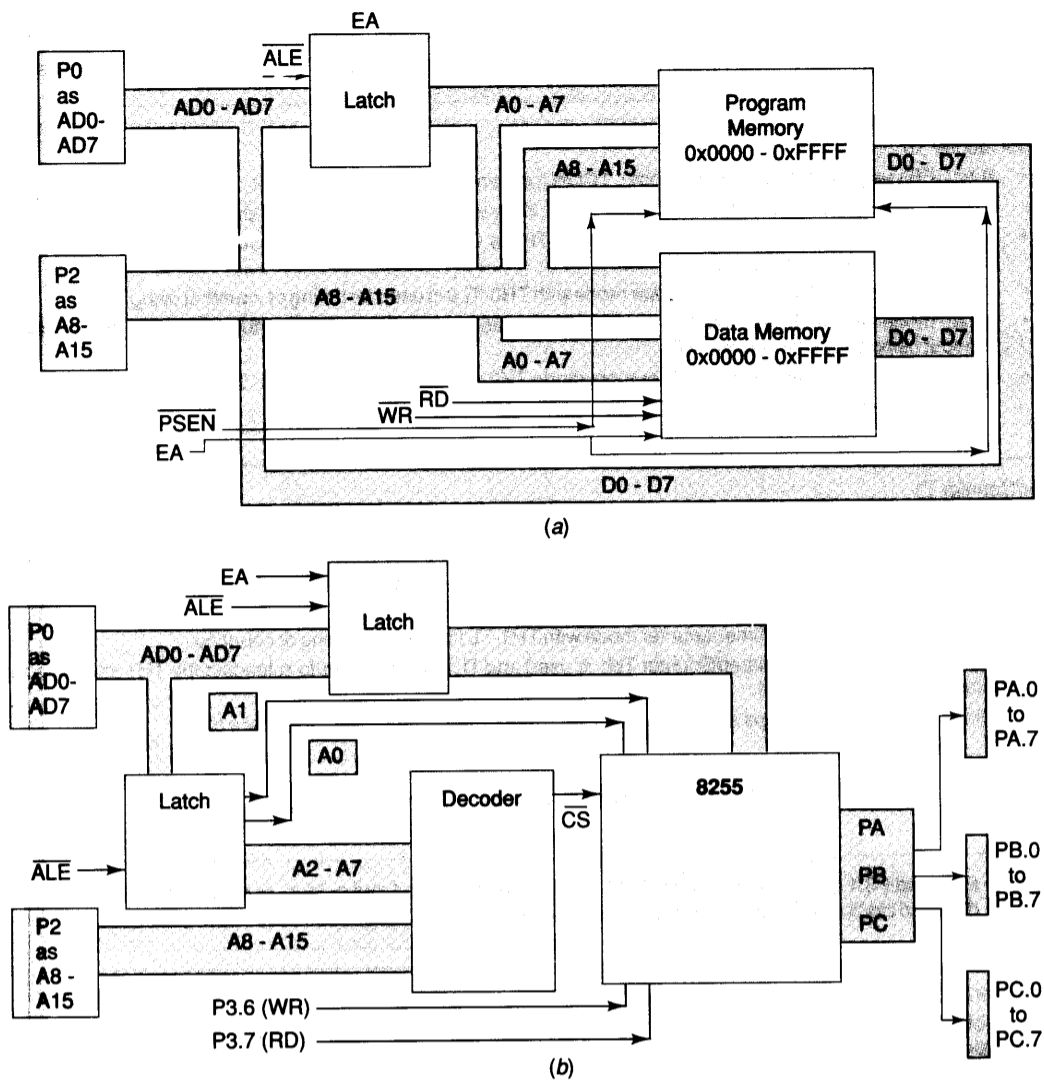 EA
ALE
P0
as
AD0-
AD7
AD0 - AD7
Latch
A0 - A7
Program
Memory
0x0000 - 0xFFFF
D0 - D7
A8 - A15
P2
as
A8-
A15
A8 - A15
Data Memory
0x0000 - 0xFFFF
D0 - D7
A0 - A7
RD
WR
PSEN
EA
D0 - D7
(a)
EA
ALE
Latch
P0
as
AD0-
AD7
AD0 - AD7
A1
A0
Latch
Decoder
CS
8255
PA
PB
PC
PA.0
to
PA.7
PB.0
to
PB.7
PC.0
to
PC.7
ALE
A2 - A7
P2
as
A8 -
A15
A8 - A15
P3.6 (WR)
P3.7 (RD)
(b)